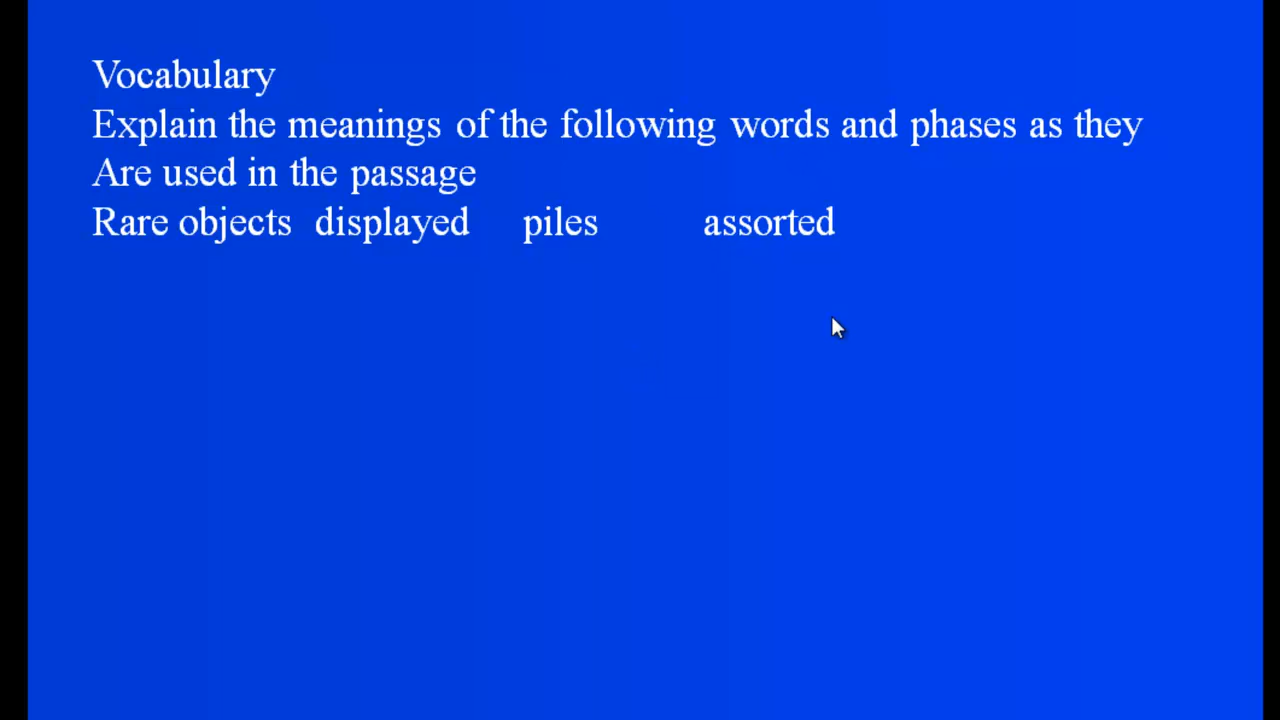 Vocabulary
Explain the meanings of the following words and phases as they
Are used in the passage
Rare objects displayed piles assorted